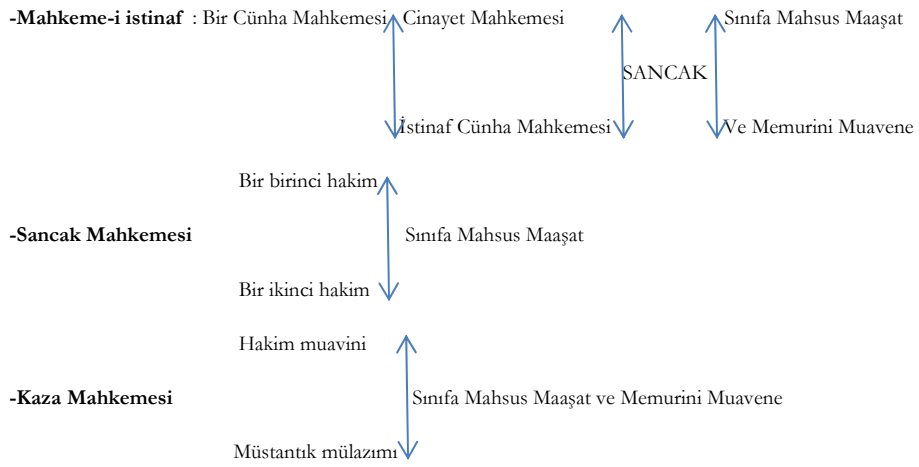 -Mahkeme-i istinaf : Bir Cünha Mahkemesi Cinayet Mahkemesi Sınıfa Mahsus Maaşat
SANCAK
İstinaf Cünha Mahkemesi Ve Memurini Muavene
Bir birinci hakim
-Sancak Mahkemesi Sınıfa Mahsus Maaşat
Bir ikinci hakim
Hakim muavini
-Kaza Mahkemesi Sınıfa Mahsus Maaşat ve Memurini Muavene
Müstantık mülazımı